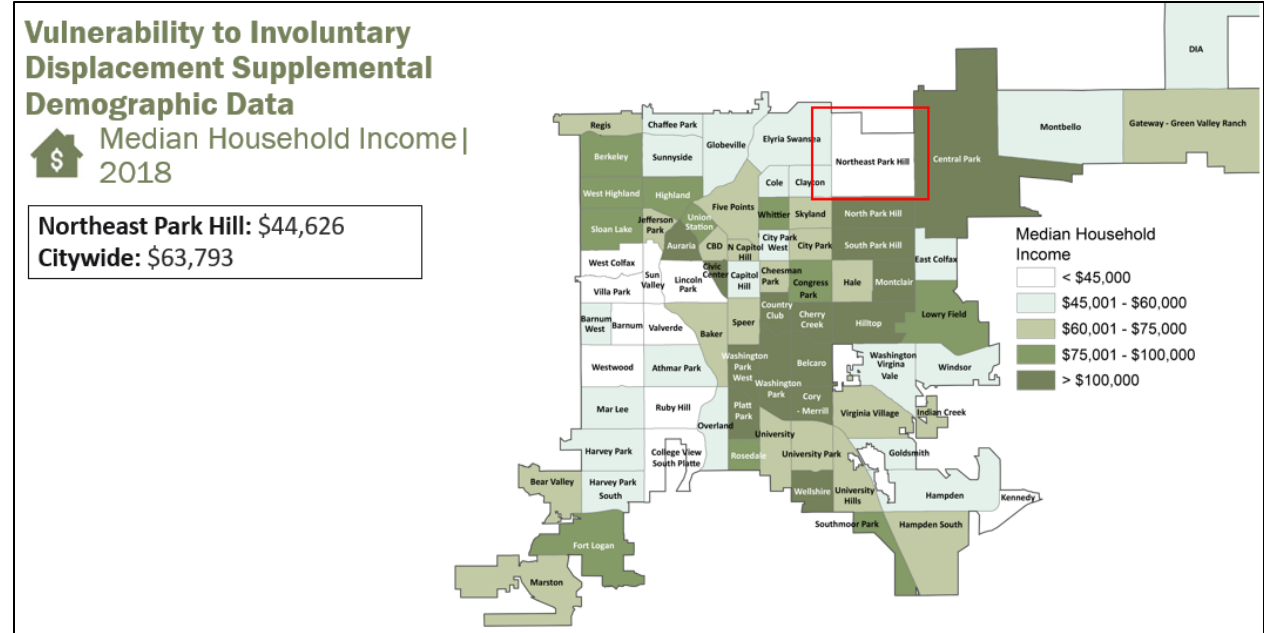 Vulnerability to Involuntary
Displacement Supplemental
Demographic Data
$
Median Household Income|
2018
Northeast Park Hill: $44,626
Citywide: $63,793
DIA
Regis
Chaffee Park
Globeville
Elyria Swansea
Montbello
Gateway - Green Valley Ranch
Berkeley
Sunnyside
Northeast Park Hill
Central Park
Cole
Clayton
West Highland
Highland
Five Points
Whittier
Skyland
North Park Hill
Sloan Lake
Jefferson
Park
Union
Station
Auraria
CBD
N Capitol
Hill
City Park
West
City Park
South Park Hill
West Colfax
Sun
Valley
Lincoln
Park
Civic
Center
Capitol
Hill
Cheesman
Park
Congress
Park
Hale
Montclair
East Colfax
Villa Park
Barnum
West
Barnum
Valverde
Baker
Speer
Country
Club
Cherry
Creek
Hilltop
Lowry Field
Westwood
Athmar Park
Washington
Park
West
Washington
Park
Belcaro
Washington
Virgina
Vale
Windsor
Mar Lee
Ruby Hill
Overland
Platt
Park
Cory
- Merrill
Virginia Village
Indian Creek
Harvey Park
College View
South Platte
Rosedale
University
University Park
Goldsmith
Bear Valley
Harvey Park
South
Wellshire
University
Hills
Hampden
Kennedy
Southmoor Park
Hampden South
Fort Logan
Marston
Median Household
Income
< $45,000
$45,001 - $60,000
$60,001 - $75,000
$75,001 - $100,000
> $100,000